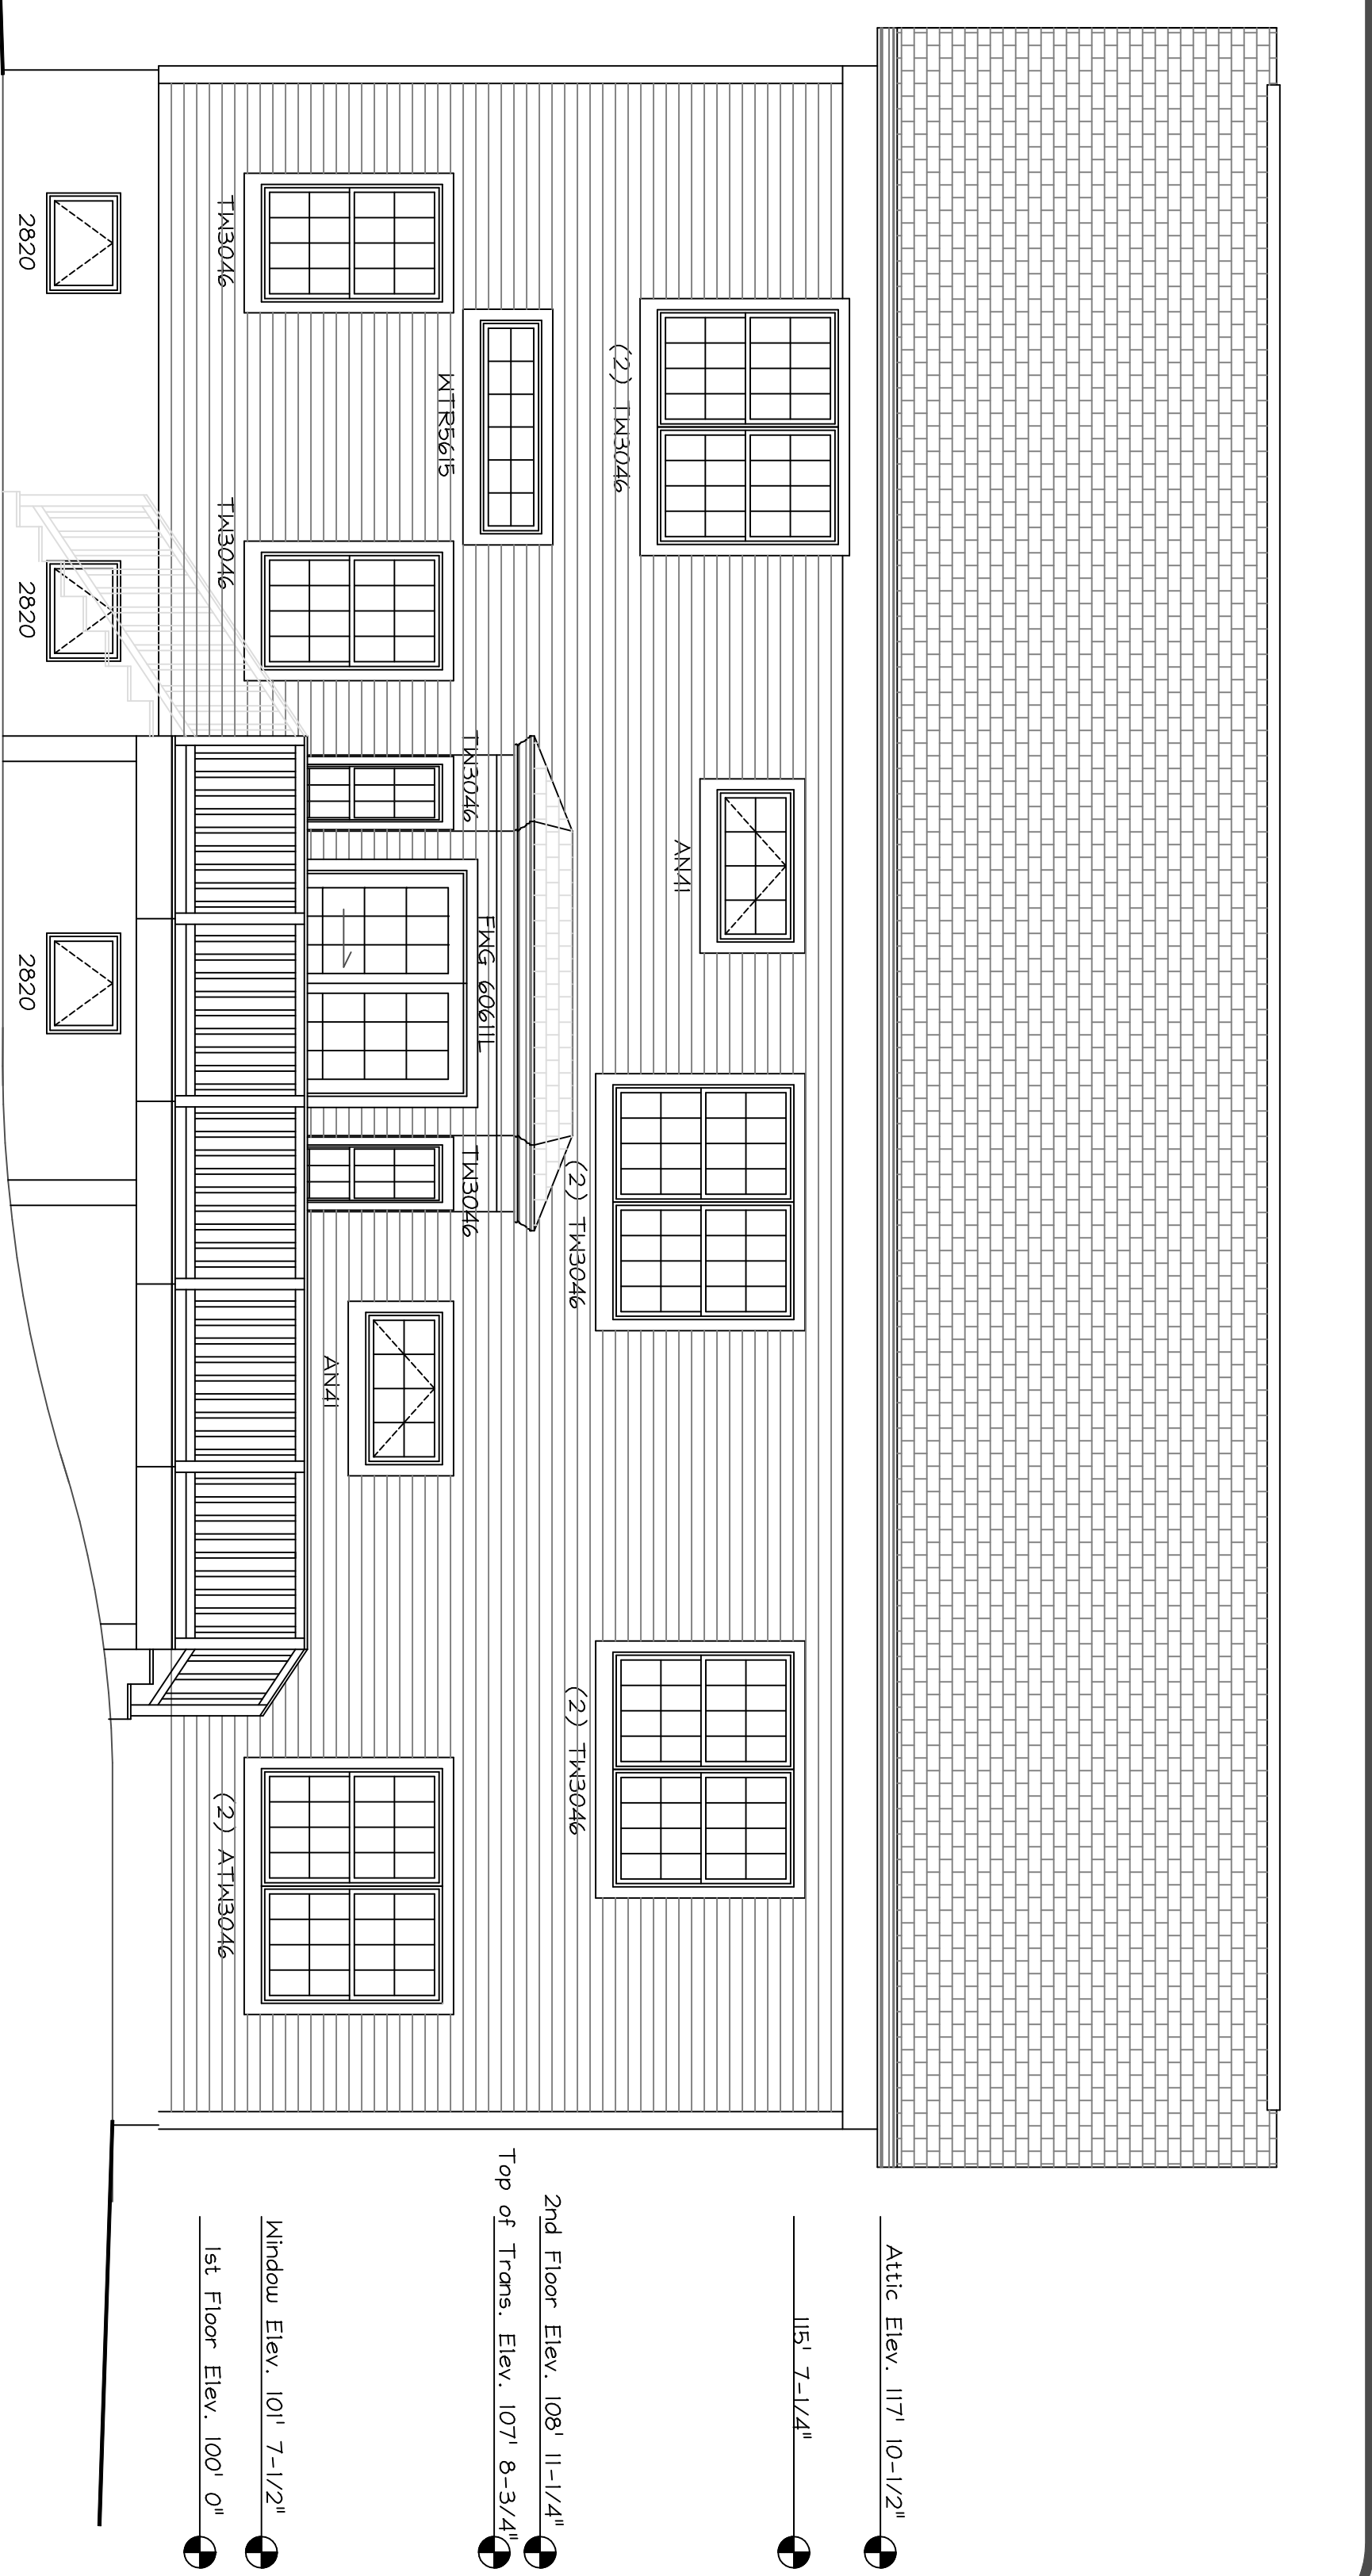 Attic Elev. 117' 10-1/2"
115' 7-1/4"
(2) TW3046
AN41
(2) TW3046
(2) TW3046
2nd Floor Elev. 108' 11-1/4"
Top of Trans. Elev. 107' 8-3/4"
WTR5615
TW3046
FWG 60611L
TW3046
AN41
TW3046
TW3046
(2) ATW3046
Window Elev. 101' 7-1/2"
1st Floor Elev. 100' 0"
2820
2820
2820